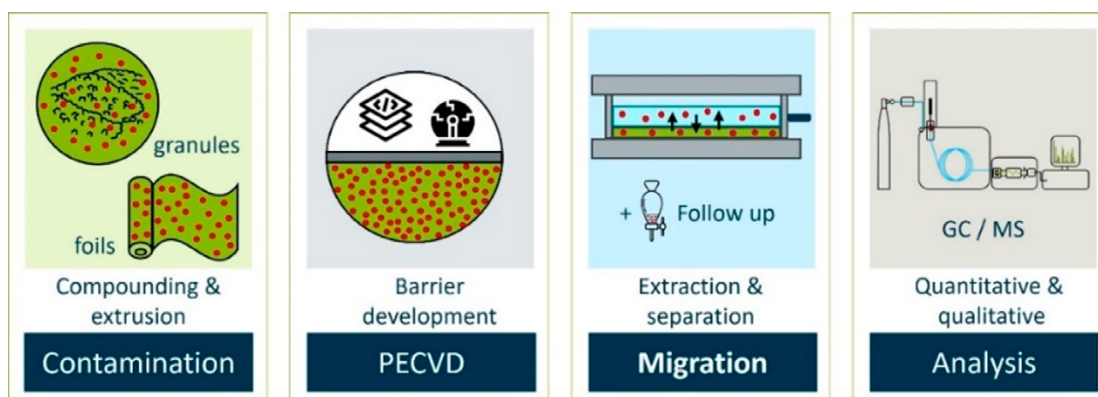 granules
foils
Compounding &
extrusion
Contamination
Barrier
development
PECVD
+ Follow up
Extraction &
separation
Migration
GC / MS
Quantitative &
qualitative
Analysis